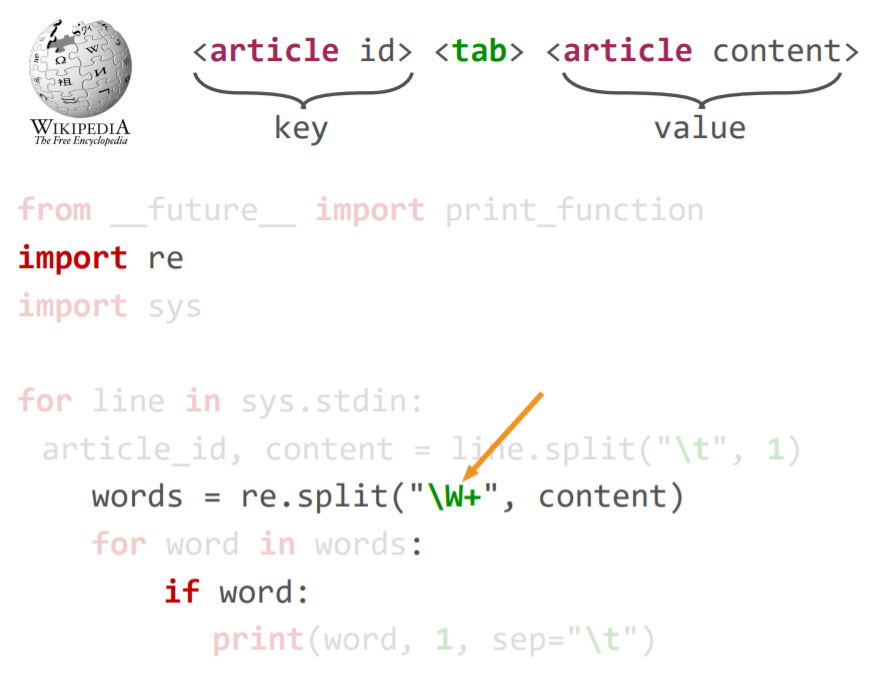 <article id> <tab> <article content>
key value
WIKIPEDIA
The Free Encyclopedia
from __future__ import print_function
import re
import sys
for line in sys.stdin:
article_id, content = line.split("\t", 1)
words = re.split("\W+", content)
for word in words:
if word:
print(word, 1, sep="\t")